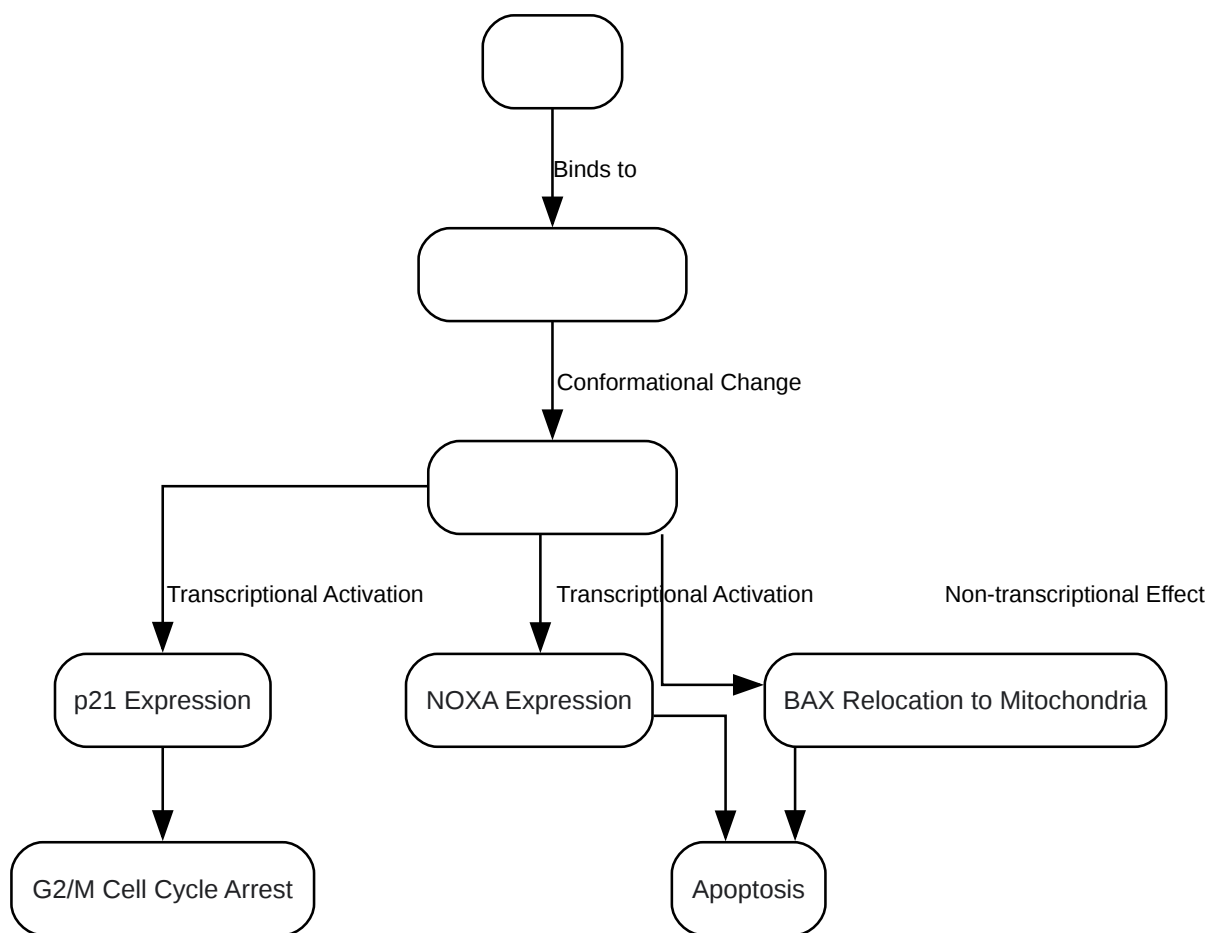 Binds to
Conformational Change
Transcriptional Activation
Transcriptional Activation
Non-transcriptional Effect
p21 Expression
NOXA Expression
BAX Relocation to Mitochondria
G2/M Cell Cycle Arrest
Apoptosis